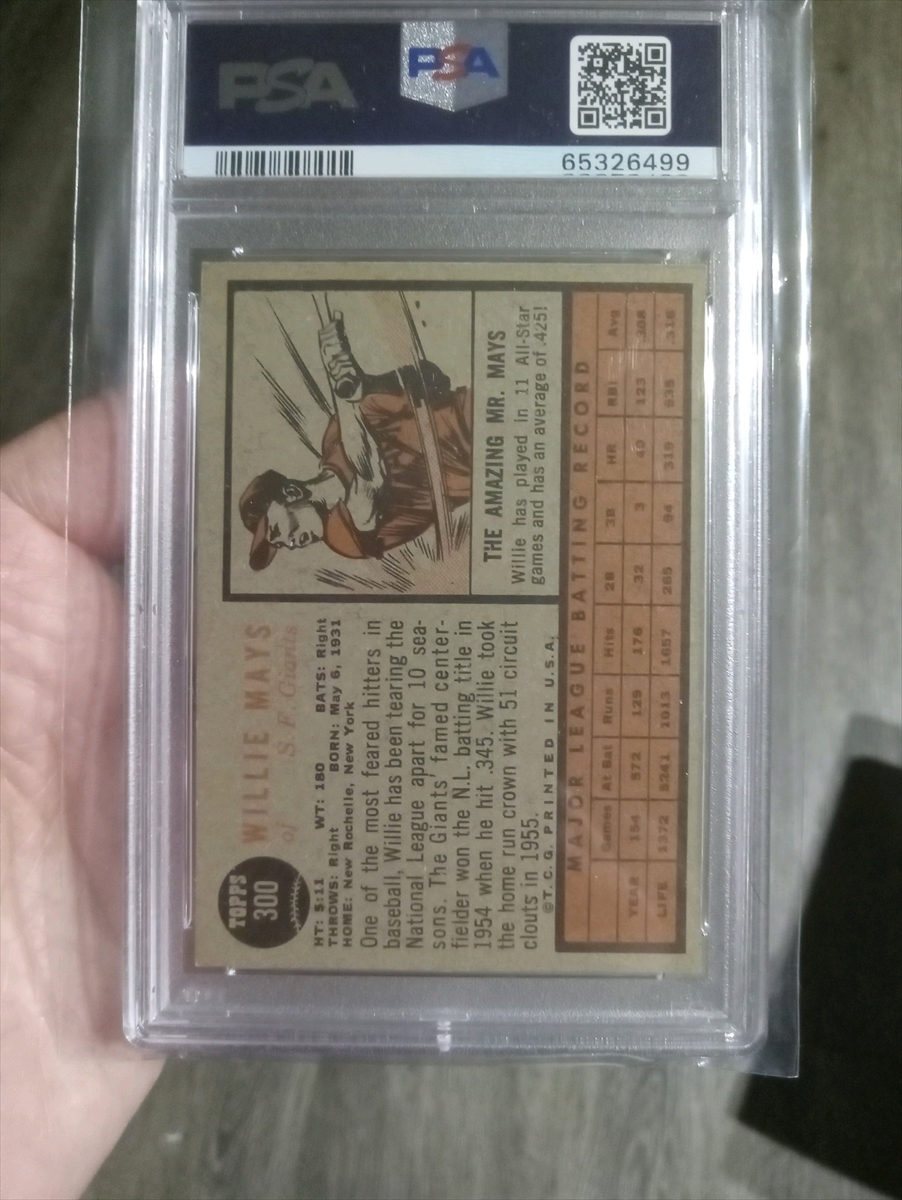 PSA
PSA
65326499
TOPPS
300
WILLIE MAYS
of S. F. Giants
HT: 5:11 WT: 180 BATS: Right
THROWS: Right BORN: May 6, 1931
HOME: New Rochelle, New York
One of the most feared hitters in
baseball, Willie has been tearing the
National League apart for 10 sea-
sons. The Giants' famed center-
fielder won the N.L. batting title in
1954 when he hit .345. Willie took
the home run crown with 51 circuit
clouts in 1955.
©T. C. G. PRINTED IN U.S.A.
THE AMAZING MR. MAYS
Willie has played in 11 All-Star
games and has an average of .425!
MAJOR LEAGUE BATTING RECORD
Games At Bat Runs Hits 2B 3B HR RBI Avg
YEAR 154 572 129 176 32 3 40 123 .308
LIFE 1372 5241 1013 1657 265 94 319 935 .316